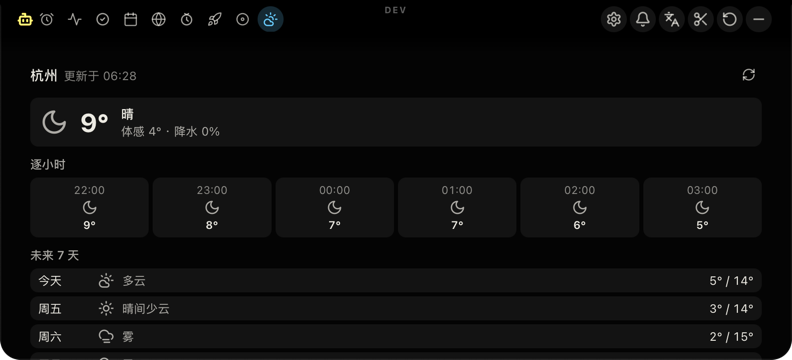 DEV
杭州 更新于 06:28
9° 晴
体感 4° · 降水 0%
逐小时
22:00 23:00 00:00 01:00 02:00 03:00
9° 8° 7° 7° 6° 5°
未来 7 天
今天 多云 5° / 14°
周五 晴间少云 3° / 14°
周六 雾 2° / 15°